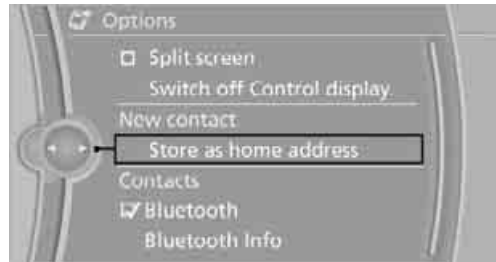 Options
Split screen
Switch off Control display
New contact
Store as home address
Contacts
Bluetooth
Bluetooth Info